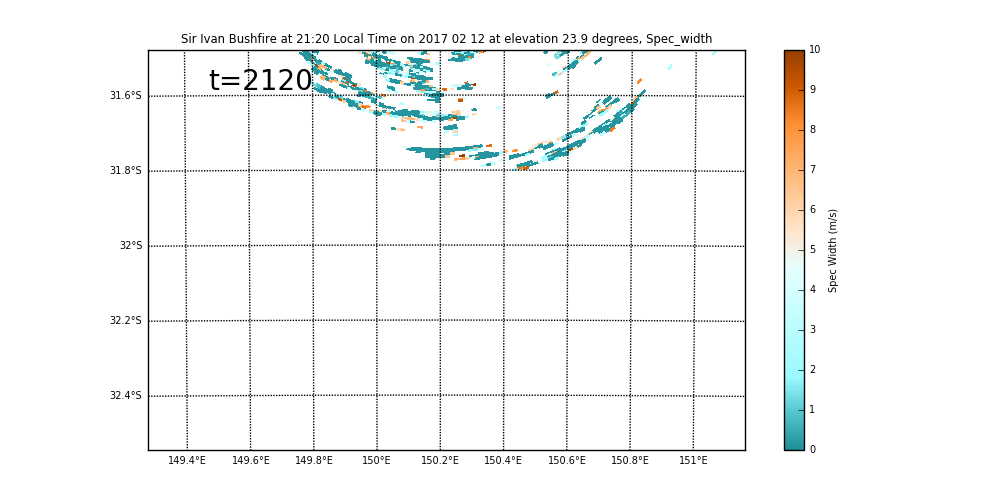 Sir Ivan Bushfire at 21:20 Local Time on 2017 02 12 at elevation 23.9 degrees, Spec_width
t=2120
31.6°S
31.8°S
32°S
32.2°S
32.4°S
149.4°E 149.6°E 149.8°E 150°E 150.2°E 150.4°E 150.6°E 150.8°E 151°E
10
9
8
7
6
5
4
3
2
1
0
Spec Width (m/s)